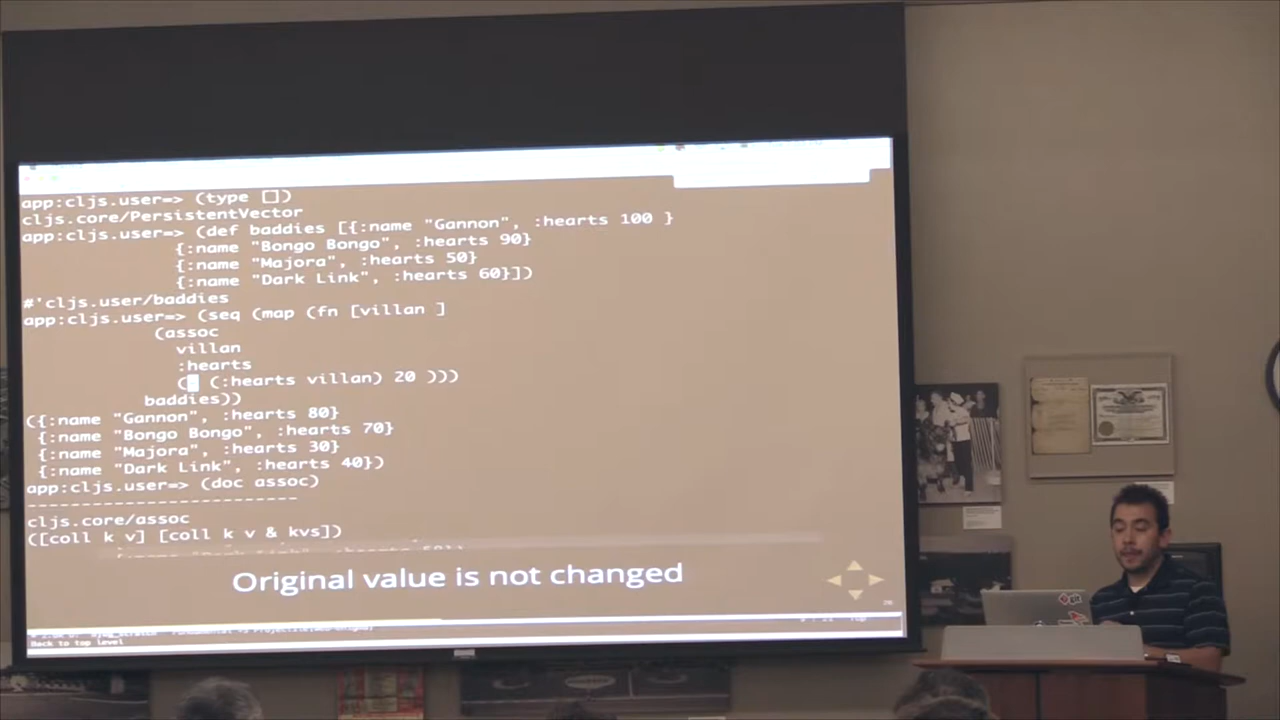 app:cljs.user=> (type [])
cljs.core/PersistentVector
app:cljs.user=> (def baddies [{:name "Gannon", :hearts 100 }
{:name "Bongo Bongo", :hearts 90}
{:name "Majora", :hearts 50}
{:name "Dark Link", :hearts 60}])
#'cljs.user/baddies
app:cljs.user=> (seq (map (fn [villan ]
(assoc
villan
:hearts
(- (:hearts villan) 20 )))
baddies))
({:name "Gannon", :hearts 80}
{:name "Bongo Bongo", :hearts 70}
{:name "Majora", :hearts 30}
{:name "Dark Link", :hearts 40})
app:cljs.user=> (doc assoc)
-------------------------
cljs.core/assoc
([coll k v] [coll k v & kvs])
Original value is not changed
Back to top level